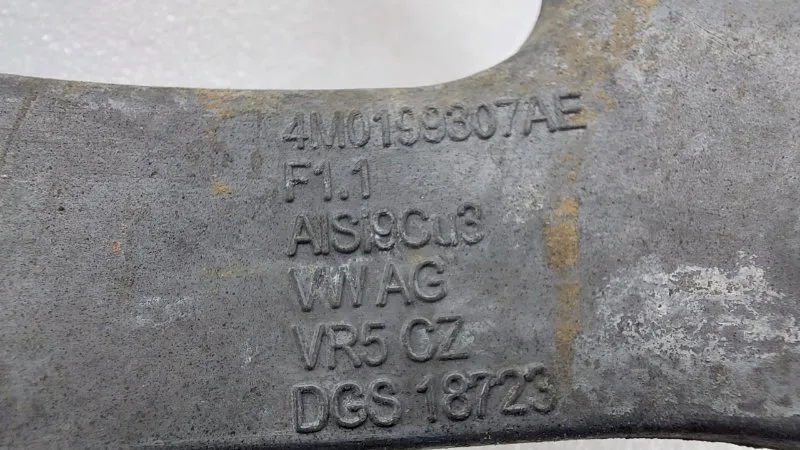 4M0199307AE
F1.1
AlSi9Cu3
VW AG
VR5 CZ
DGS 18723